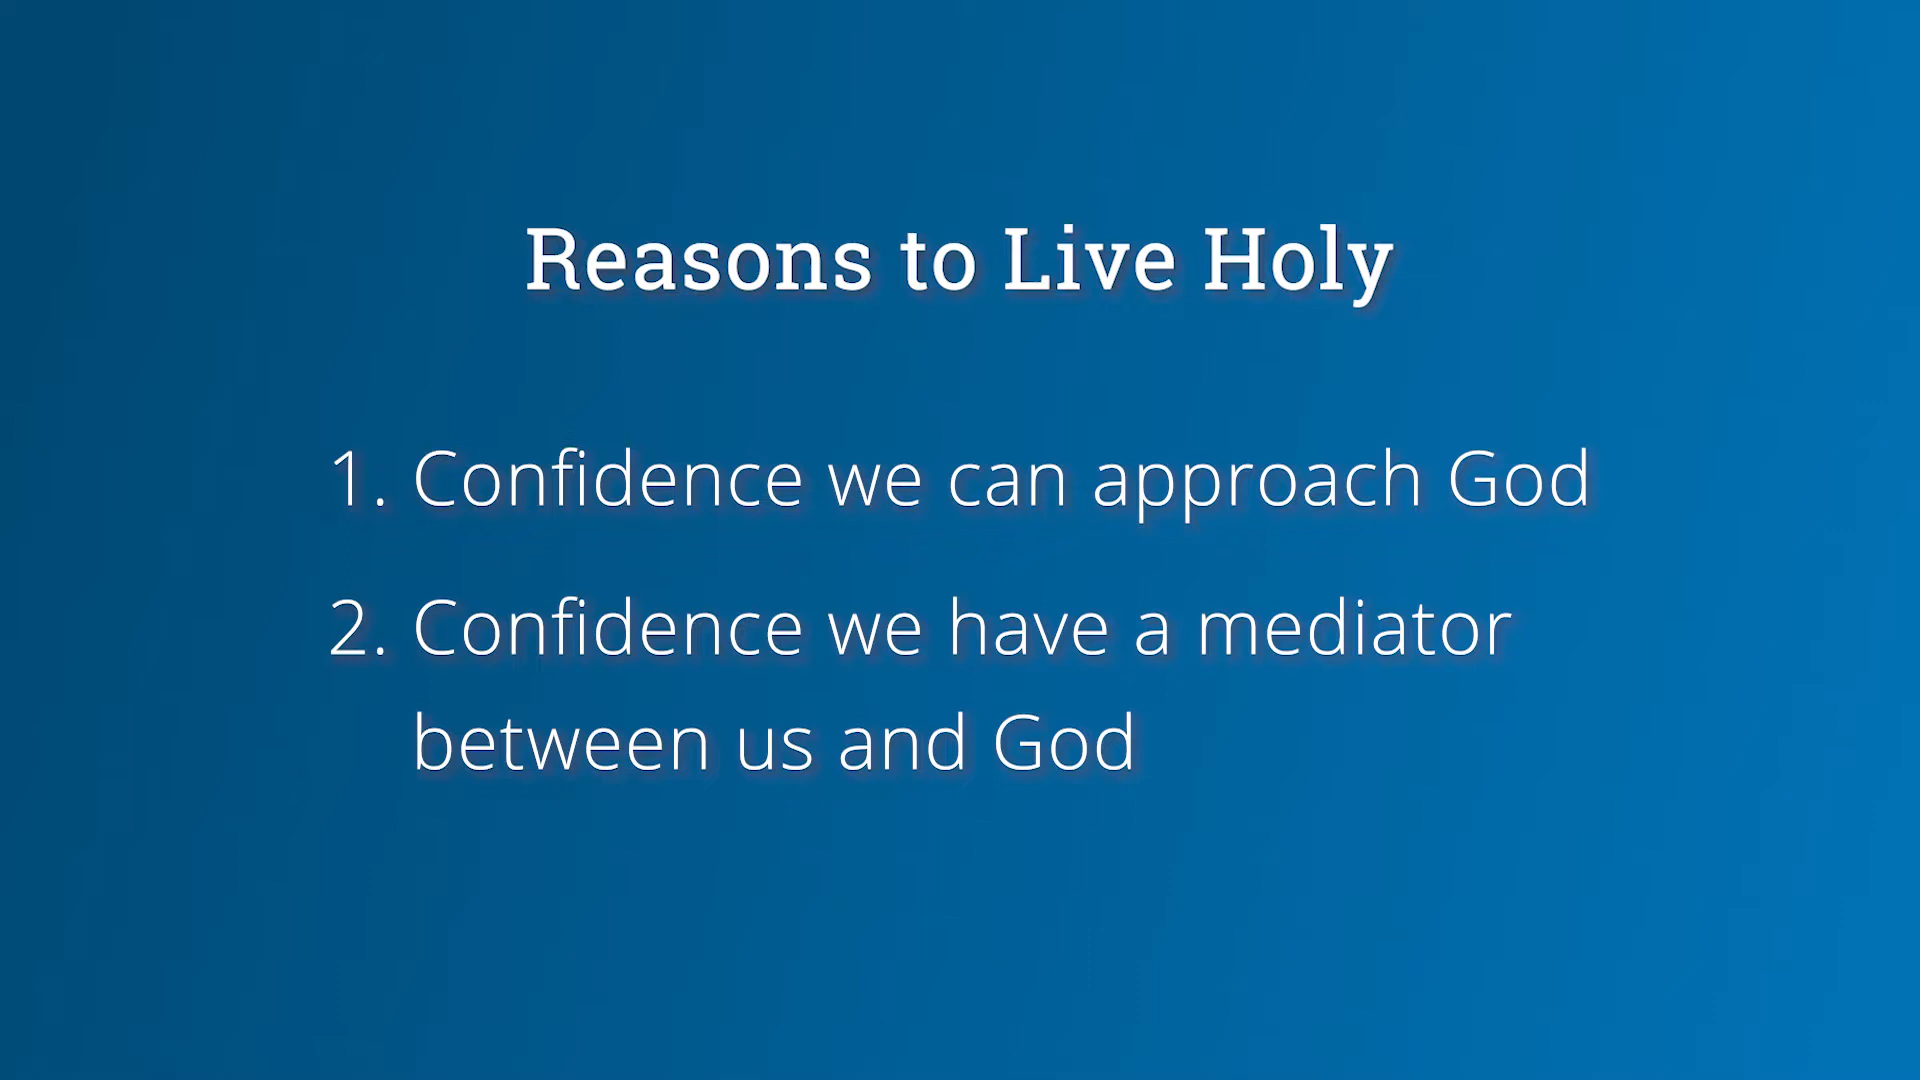 Reasons to Live Holy
1. Confidence we can approach God
2. Confidence we have a mediator
between us and God